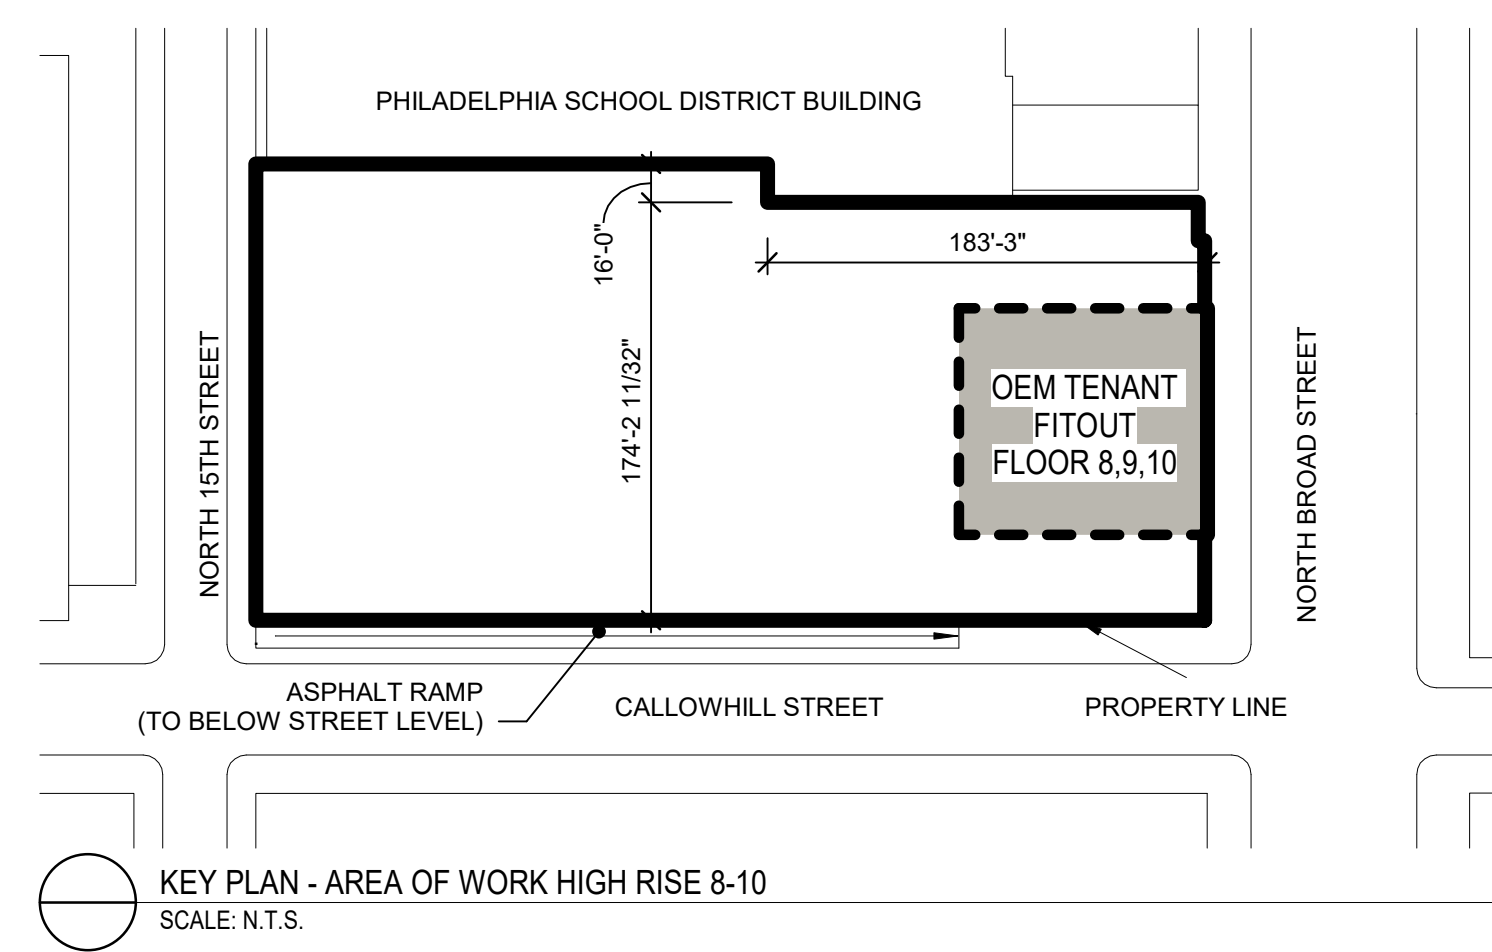 PHILADELPHIA SCHOOL DISTRICT BUILDING
16'-0"
183'-3"
174'-2 11/32"
NORTH 15TH STREET
OEM TENANT
FITOUT
FLOOR 8,9,10
NORTH BROAD STREET
ASPHALT RAMP
(TO BELOW STREET LEVEL)
CALLOWHILL STREET
PROPERTY LINE
KEY PLAN - AREA OF WORK HIGH RISE 8-10
SCALE: N.T.S.